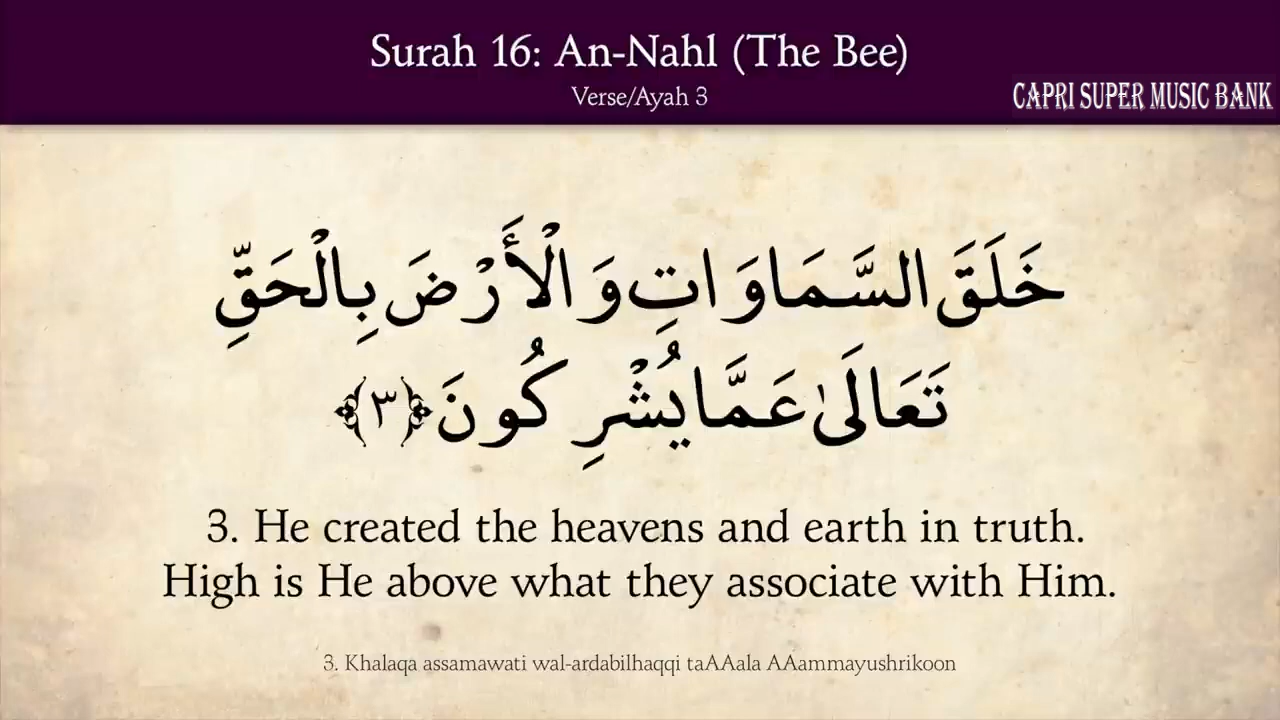 Surah 16: An-Nahl (The Bee)
Verse/Ayah 3
CAPRI SUPER MUSIC BANK
خَلَقَ السَّمَاوَاتِ وَالْأَرْضَ بِالْحَقِّ
تَعَالَىٰ عَمَّا يُشْرِكُونَ ﴿٣﴾
3. He created the heavens and earth in truth.
High is He above what they associate with Him.
3. Khalaqa assamawati wal-ardabilhaqqi taAAala AAammayushrikoon